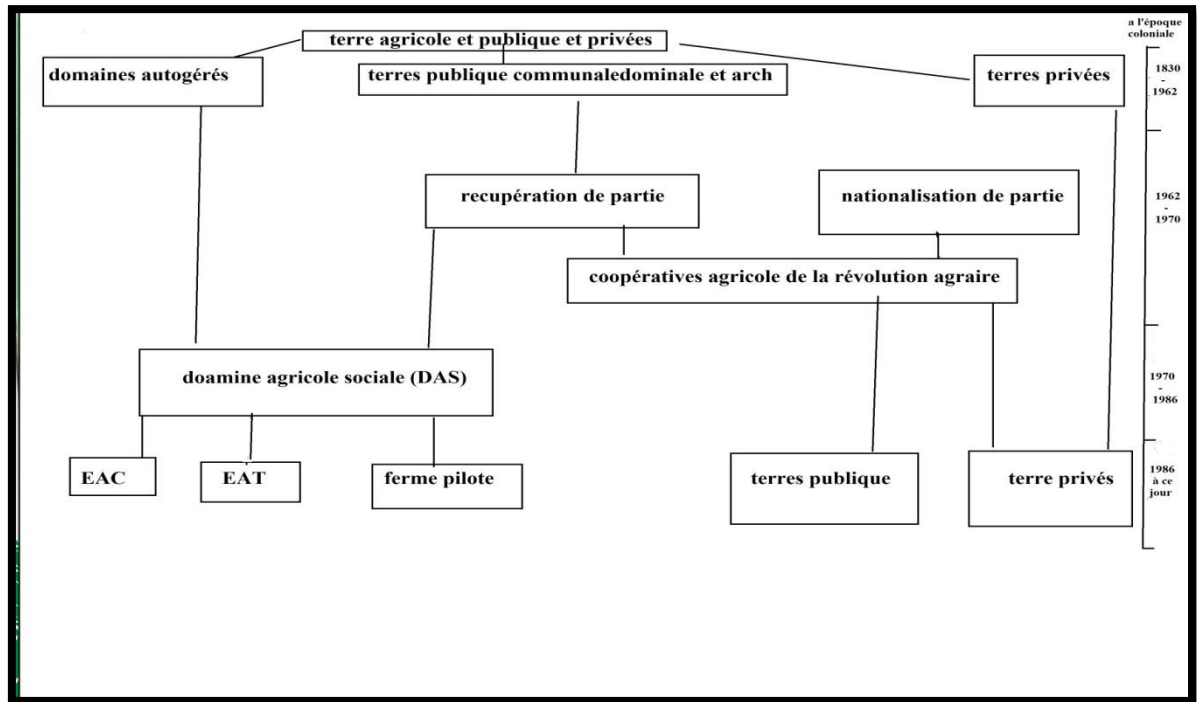 a l'époque
coloniale
terre agricole et publique et privées
domaines autogérés
terres publique communaledominale et arch
terres privées
1830
-
1962
recupération de partie
nationalisation de partie
1962
-
1970
coopératives agricole de la révolution agraire
doamine agricole sociale (DAS)
1970
-
1986
EAC
EAT
ferme pilote
terres publique
terre privés
1986
à ce
jour